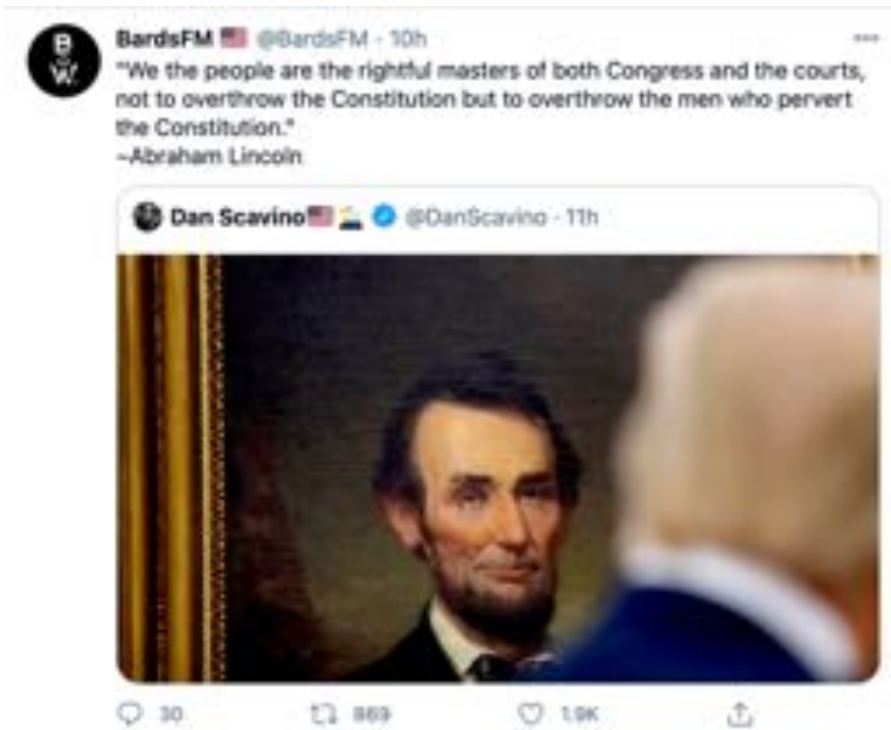 BardsFM 🇺🇸 @BardsFM · 10h
"We the people are the rightful masters of both Congress and the courts,
not to overthrow the Constitution but to overthrow the men who pervert
the Constitution."
~Abraham Lincoln
Dan Scavino🇺🇸 @DanScavino · 11h
30 869 1.9K